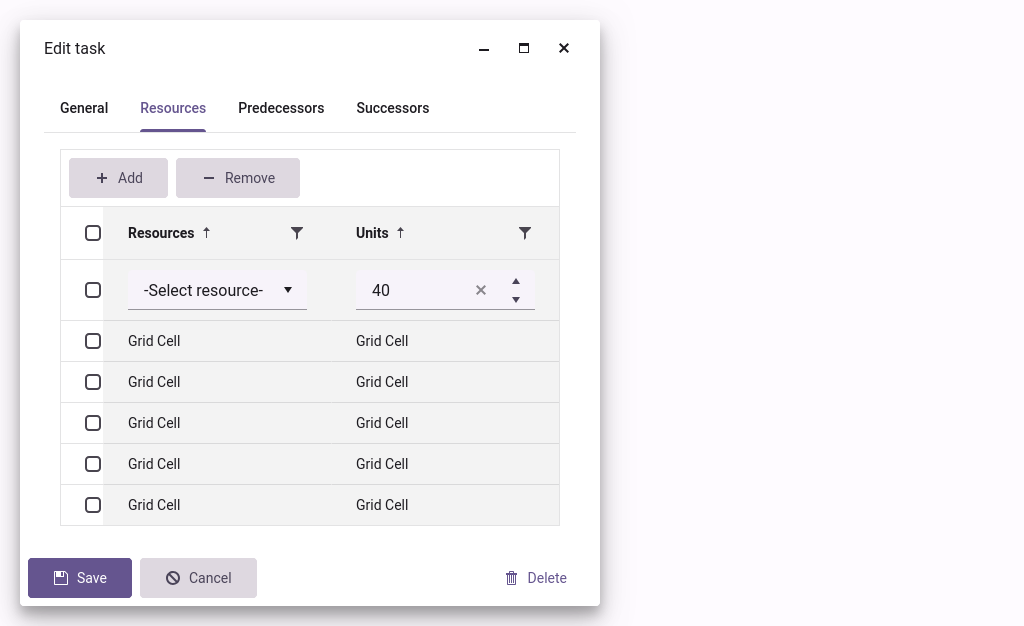 Edit task
General Resources Predecessors Successors
Add Remove
Resources Units
-Select resource- 40
Grid Cell Grid Cell
Grid Cell Grid Cell
Grid Cell Grid Cell
Grid Cell Grid Cell
Grid Cell Grid Cell
Save Cancel Delete